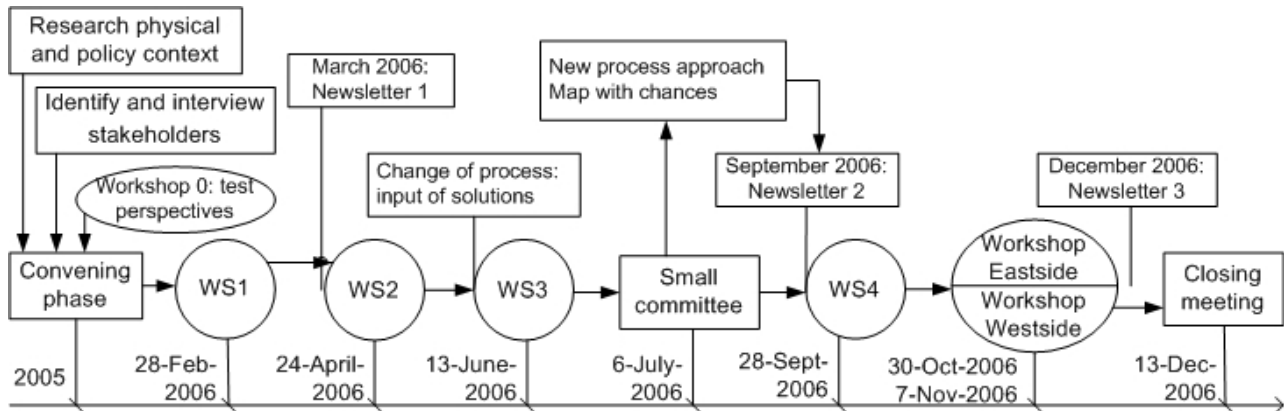 Research physical
and policy context
Identify and interview
stakeholders
Workshop 0: test
perspectives
Convening
phase
March 2006:
Newsletter 1
WS1
WS2
Change of process:
input of solutions
WS3
New process approach
Map with chances
Small
committee
September 2006:
Newsletter 2
WS4
Workshop
Eastside
Workshop
Westside
December 2006:
Newsletter 3
Closing
meeting
2005
28-Feb-
2006
24-April-
2006
13-June-
2006
6-July-
2006
28-Sept-
2006
30-Oct-2006
7-Nov-2006
13-Dec-
2006